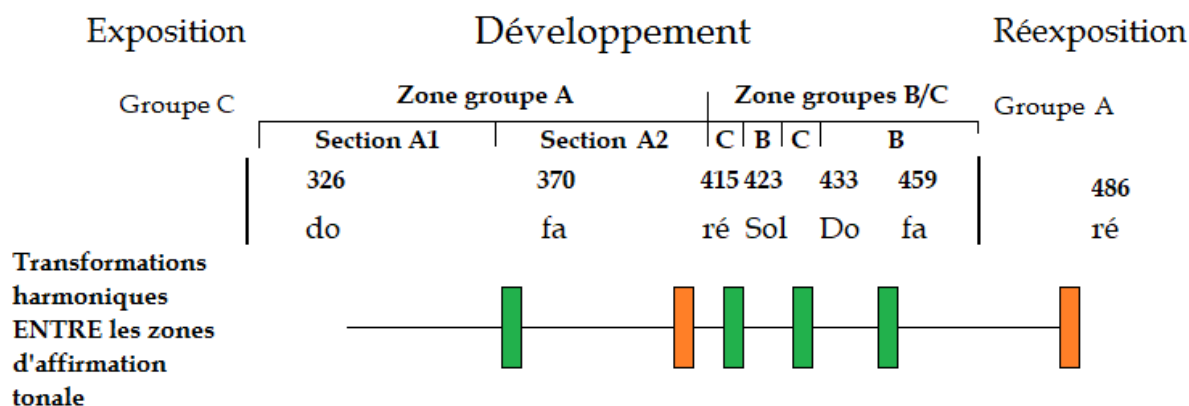 Exposition Développement Réexposition
Groupe C Zone groupe A Zone groupes B/C Groupe A
Section A1 Section A2 C B C B
326 370 415 423 433 459 486
do fa ré Sol Do fa ré
Transformations
harmoniques
ENTRE les zones
d'affirmation
tonale